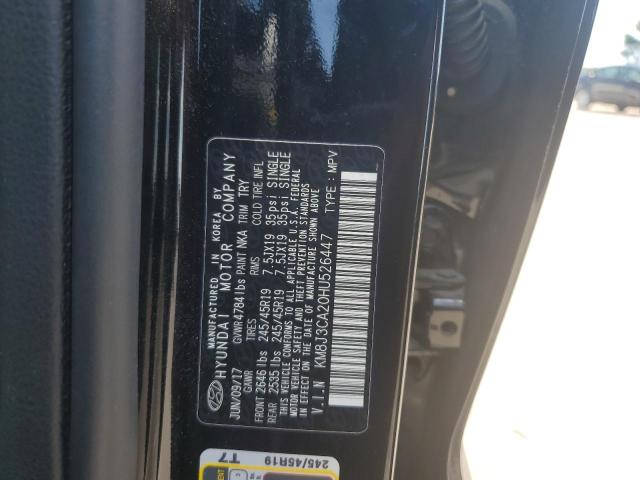 MANUFACTURED IN KOREA BY
HYUNDAI MOTOR COMPANY
JUN/09/17 GVWR4784lbs PAINT NKA TRIM TRY
GAWR TIRES RIMS COLD TIRE INFL
FRONT 2646 lbs 245/45R19 7.5JX19 35psi SINGLE
REAR 2535 lbs 245/45R19 7.5JX19 35psi SINGLE
THIS VEHICLE CONFORMS TO ALL APPLICABLE U.S.A. FEDERAL
MOTOR VEHICLE SAFETY AND THEFT PREVENTION STANDARDS
IN EFFECT ON THE DATE OF MANUFACTURE SHOWN ABOVE
V.I.N KM8J3CA20HU526447 TYPE : MPV
T7
245/45R19